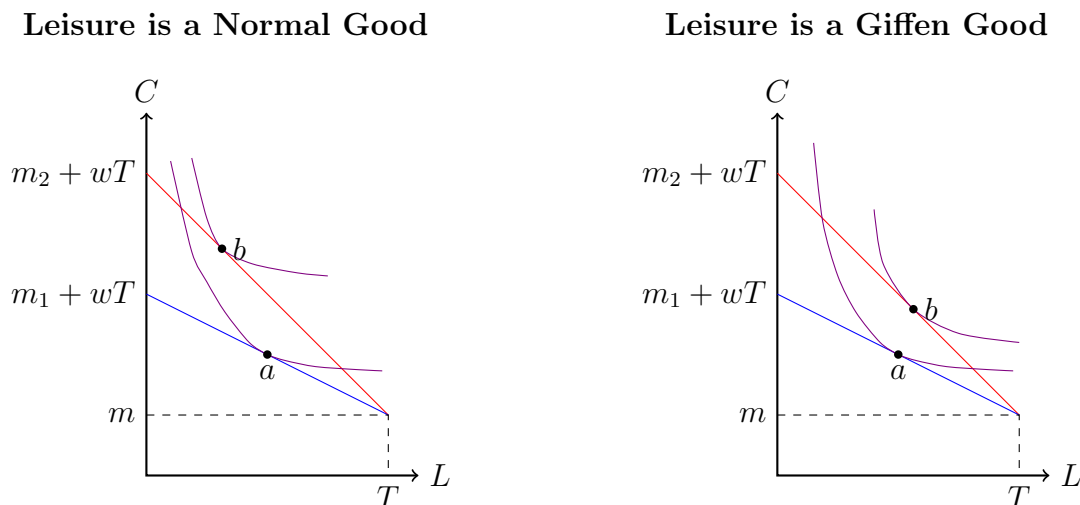 Leisure is a Normal Good
C
m₂ + wT
m₁ + wT
m
b
a
T
L
Leisure is a Giffen Good
C
m₂ + wT
m₁ + wT
m
b
a
T
L